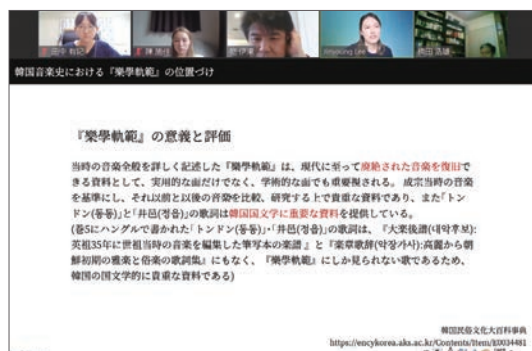 韓国音楽史における『樂學軌範』の位置づけ
『樂學軌範』の意義と評価
当時の音楽全般を詳しく記述した『樂學軌範』は、現代に至って廃絶された音楽を復旧で
きる資料として、実用的な面だけでなく、学術的な面でも重要視される。 成宗当時の音楽
を基準にし、それ以前と以後の音楽を比較、研究する上で貴重な資料であり、また「トン
ドン(동동)」と「井邑(정읍)」の歌詞は韓国国文学に重要な資料を提供している。
(巻5にハングルで書かれた「トンドン(동동)」・「井邑(정읍)」の歌詞は、『大楽後譜(대악후보):
英祖35年に世祖当時の音楽を編集した筆写本の楽譜 』と『楽章歌辞(악장가사):高麗から朝
鮮初期の雅楽と俗楽の歌詞集』にもなく、『樂學軌範』にしか見られない歌であるため、
韓国の国文学的に貴重な資料である)
韓国民俗文化大百科事典
https://encykorea.aks.ac.kr/Contents/Item/E0034481